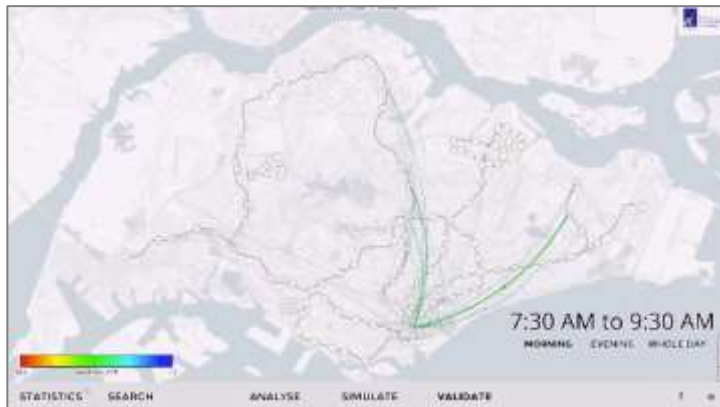 7:30 AM to 9:30 AM
MORNING EVENING WHOLE DAY
STATISTICS SEARCH ANALYSE SIMULATE VALIDATE ?